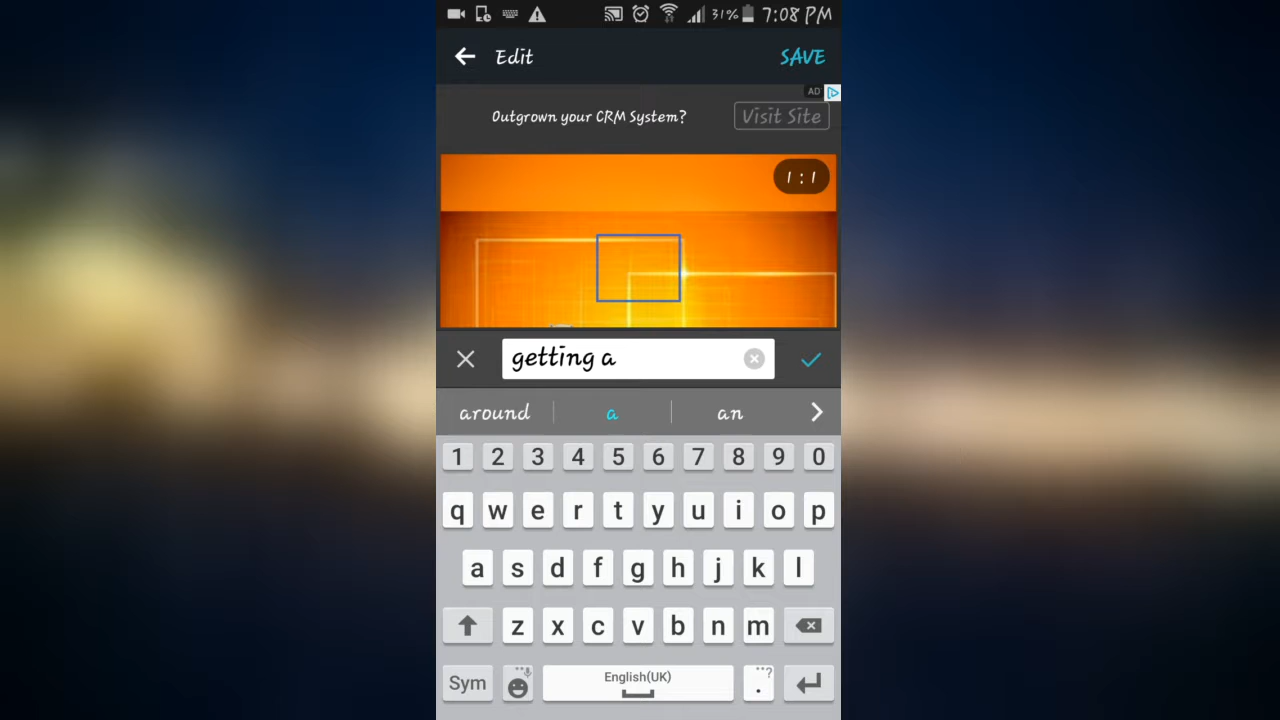 31% 7:08 PM
Edit SAVE
AD
Outgrown your CRM System? Visit Site
1 : 1
getting a
around a an
1 2 3 4 5 6 7 8 9 0
q w e r t y u i o p
a s d f g h j k l
z x c v b n m
Sym English(UK) . ?